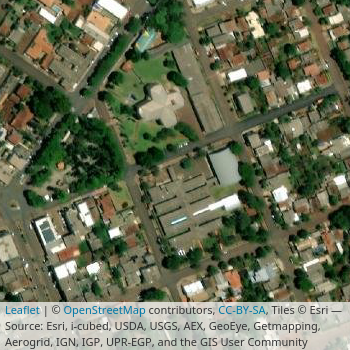 Leaflet | © OpenStreetMap contributors, CC-BY-SA, Tiles © Esri —
Source: Esri, i-cubed, USDA, USGS, AEX, GeoEye, Getmapping,
Aerogrid, IGN, IGP, UPR-EGP, and the GIS User Community